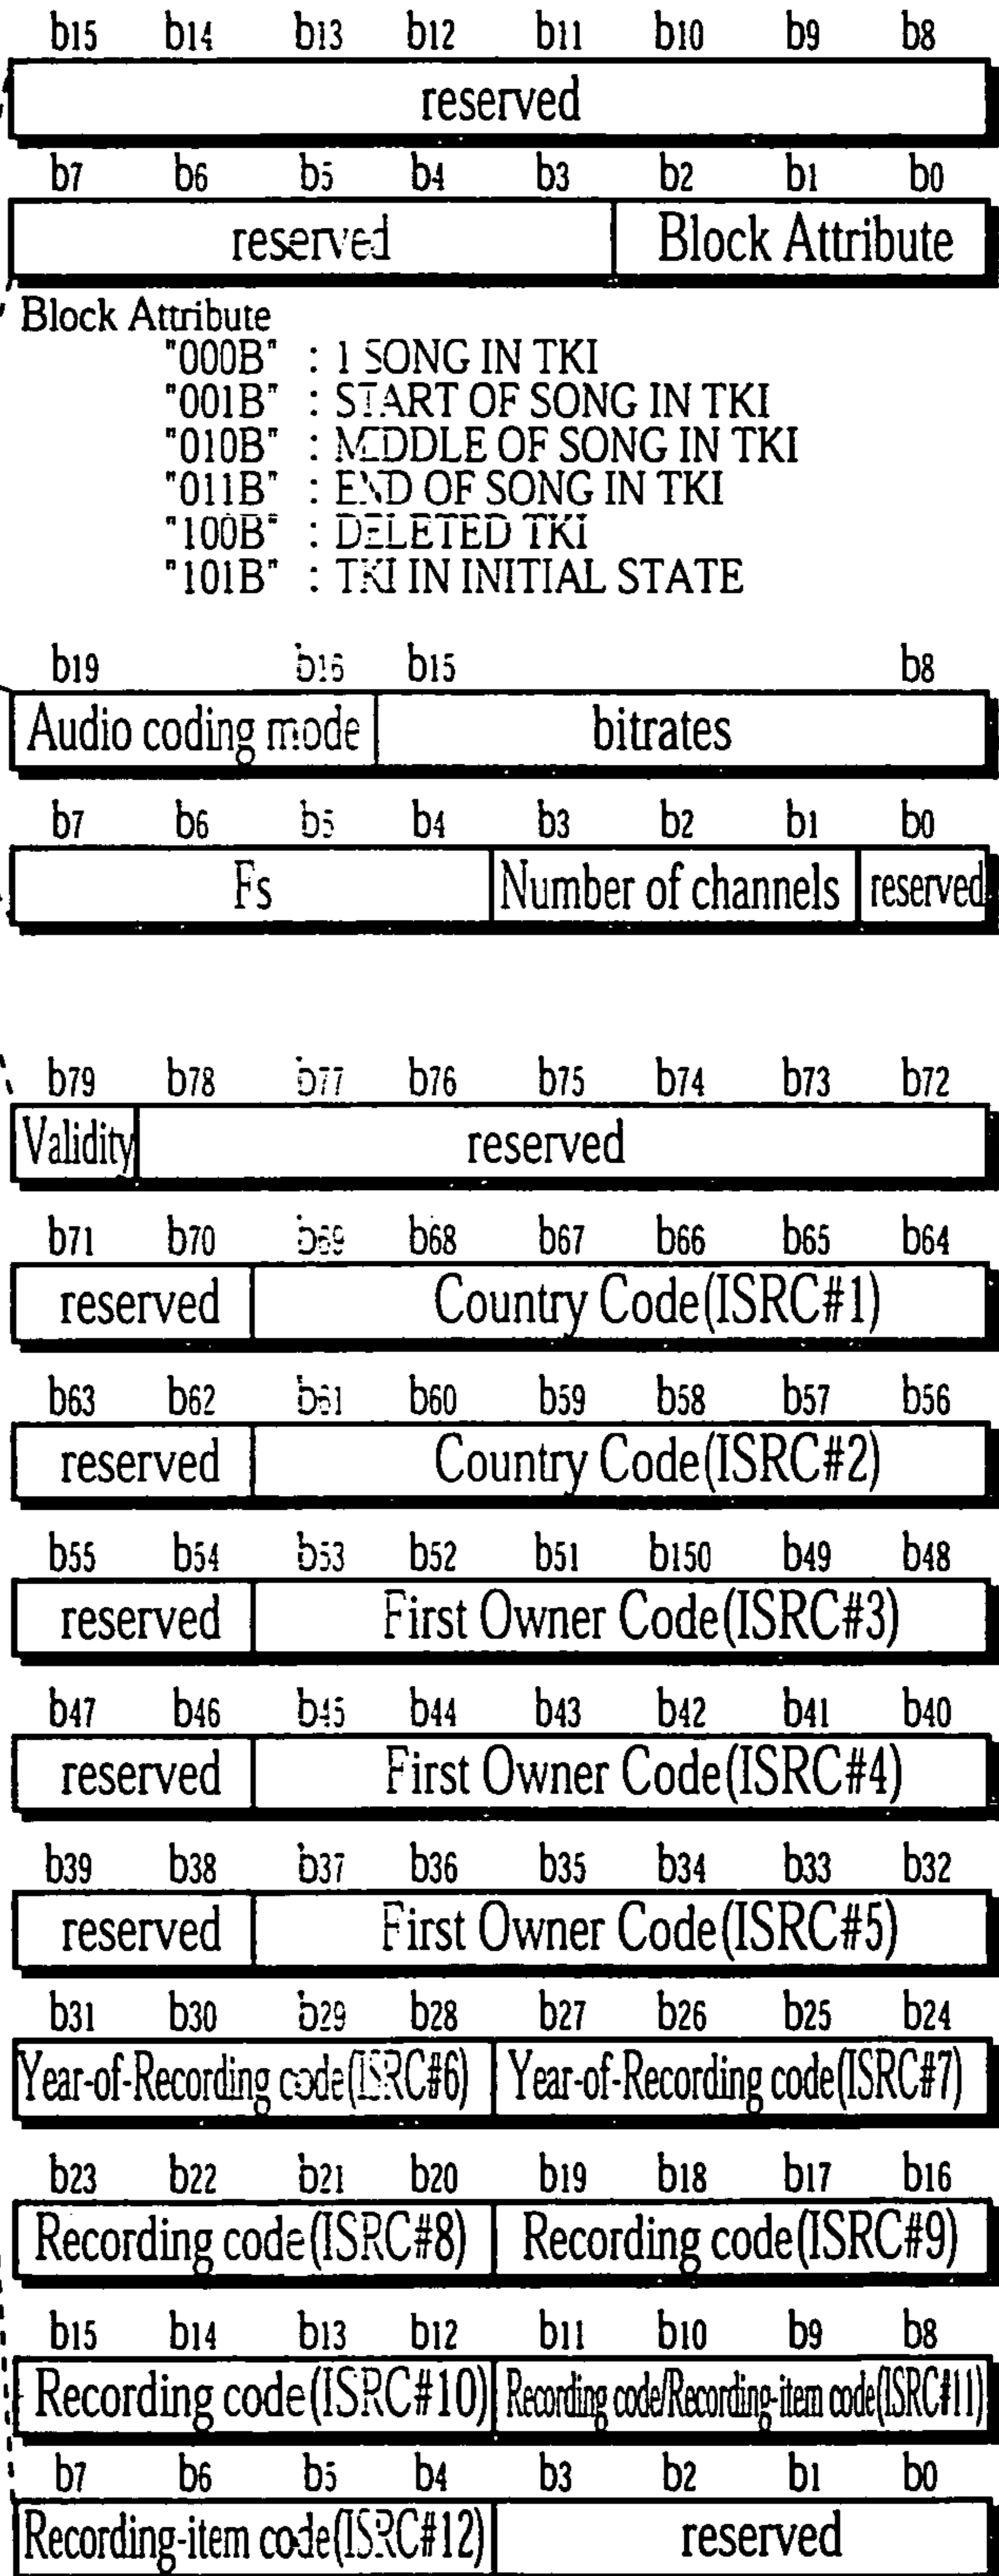 b15 b14 b13 b12 b11 b10 b9 b8
reserved
b7 b6 b5 b4 b3 b2 b1 b0
reserved Block Attribute
Block Attribute
"000B" : 1 SONG IN TKI
"001B" : START OF SONG IN TKI
"010B" : MIDDLE OF SONG IN TKI
"011B" : END OF SONG IN TKI
"100B" : DELETED TKI
"101B" : TKI IN INITIAL STATE
b19 b16 b15 b8
Audio coding mode bitrates
b7 b6 b5 b4 b3 b2 b1 b0
Fs Number of channels reserved
b79 b78 b77 b76 b75 b74 b73 b72
Validity reserved
b71 b70 b69 b68 b67 b66 b65 b64
reserved Country Code(ISRC#1)
b63 b62 b61 b60 b59 b58 b57 b56
reserved Country Code(ISRC#2)
b55 b54 b53 b52 b51 b150 b49 b48
reserved First Owner Code(ISRC#3)
b47 b46 b45 b44 b43 b42 b41 b40
reserved First Owner Code(ISRC#4)
b39 b38 b37 b36 b35 b34 b33 b32
reserved First Owner Code(ISRC#5)
b31 b30 b29 b28 b27 b26 b25 b24
Year-of-Recording code(ISRC#6) Year-of-Recording code(ISRC#7)
b23 b22 b21 b20 b19 b18 b17 b16
Recording code(ISRC#8) Recording code(ISRC#9)
b15 b14 b13 b12 b11 b10 b9 b8
Recording code(ISRC#10) Recording code/Recording-item code(ISRC#11)
b7 b6 b5 b4 b3 b2 b1 b0
Recording-item code(ISRC#12) reserved